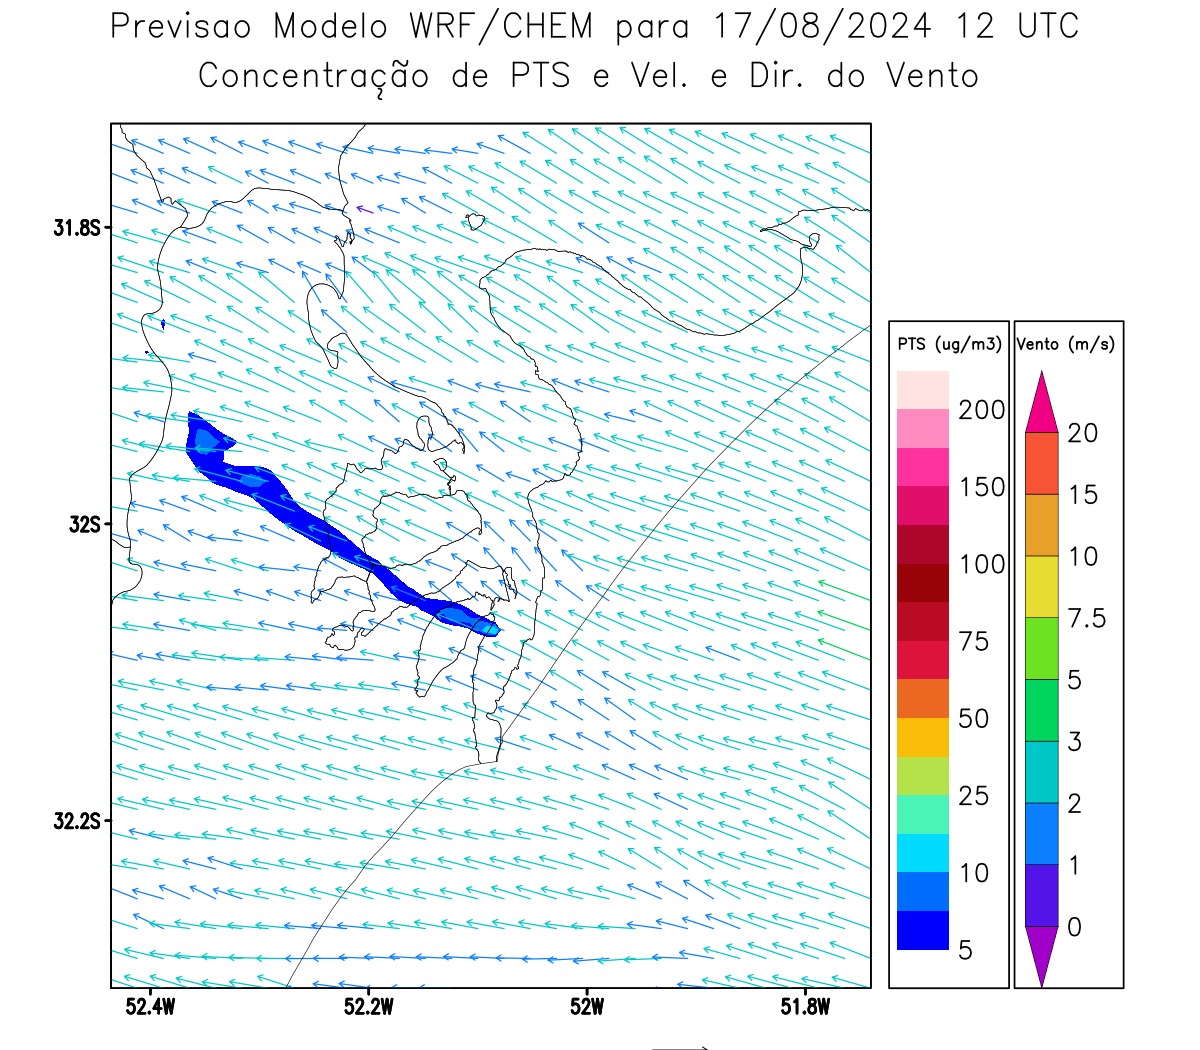 Previsao Modelo WRF/CHEM para 17/08/2024 12 UTC
Concentração de PTS e Vel. e Dir. do Vento
31.8S
32S
32.2S
52.4W 52.2W 52W 51.8W
PTS (ug/m3)
200
150
100
75
50
25
10
5
Vento (m/s)
20
15
10
7.5
5
3
2
1
0